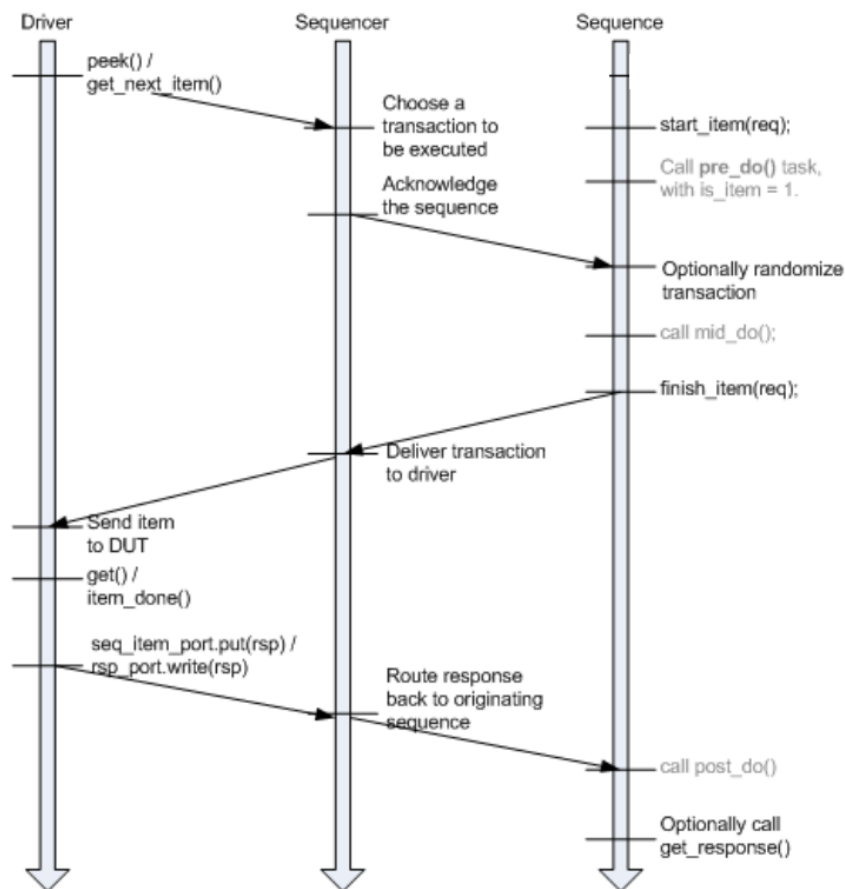 Driver
Sequencer
Sequence
peek() /
get_next_item()
Choose a
transaction to
be executed
start_item(req);
Call pre_do() task,
with is_item = 1.
Acknowledge
the sequence
Optionally randomize
transaction
call mid_do();
finish_item(req);
Deliver transaction
to driver
Send item
to DUT
get() /
item_done()
seq_item_port.put(rsp) /
rsp_port.write(rsp)
Route response
back to originating
sequence
call post_do()
Optionally call
get_response()